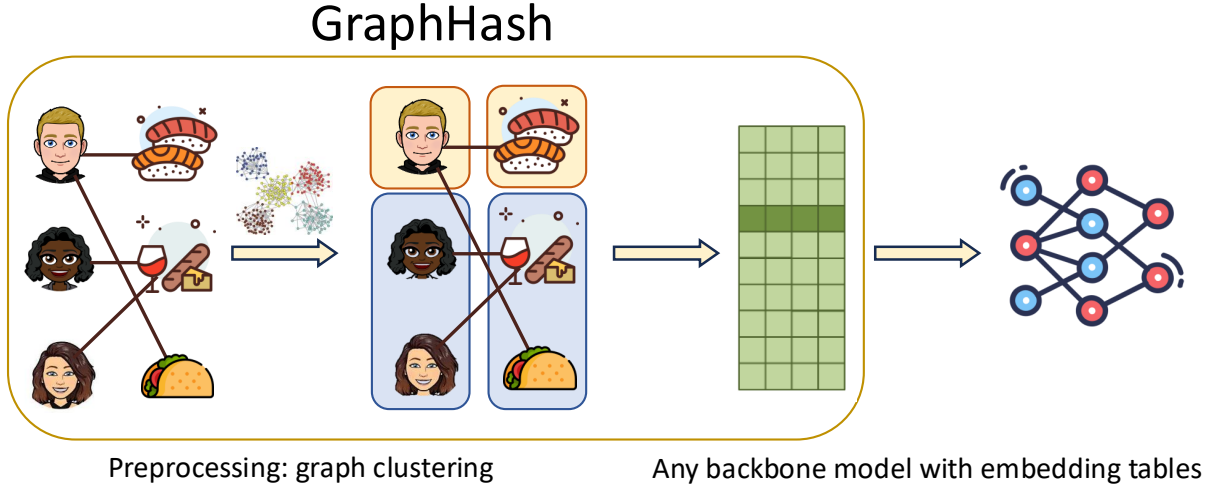 GraphHash
Preprocessing: graph clustering
Any backbone model with embedding tables